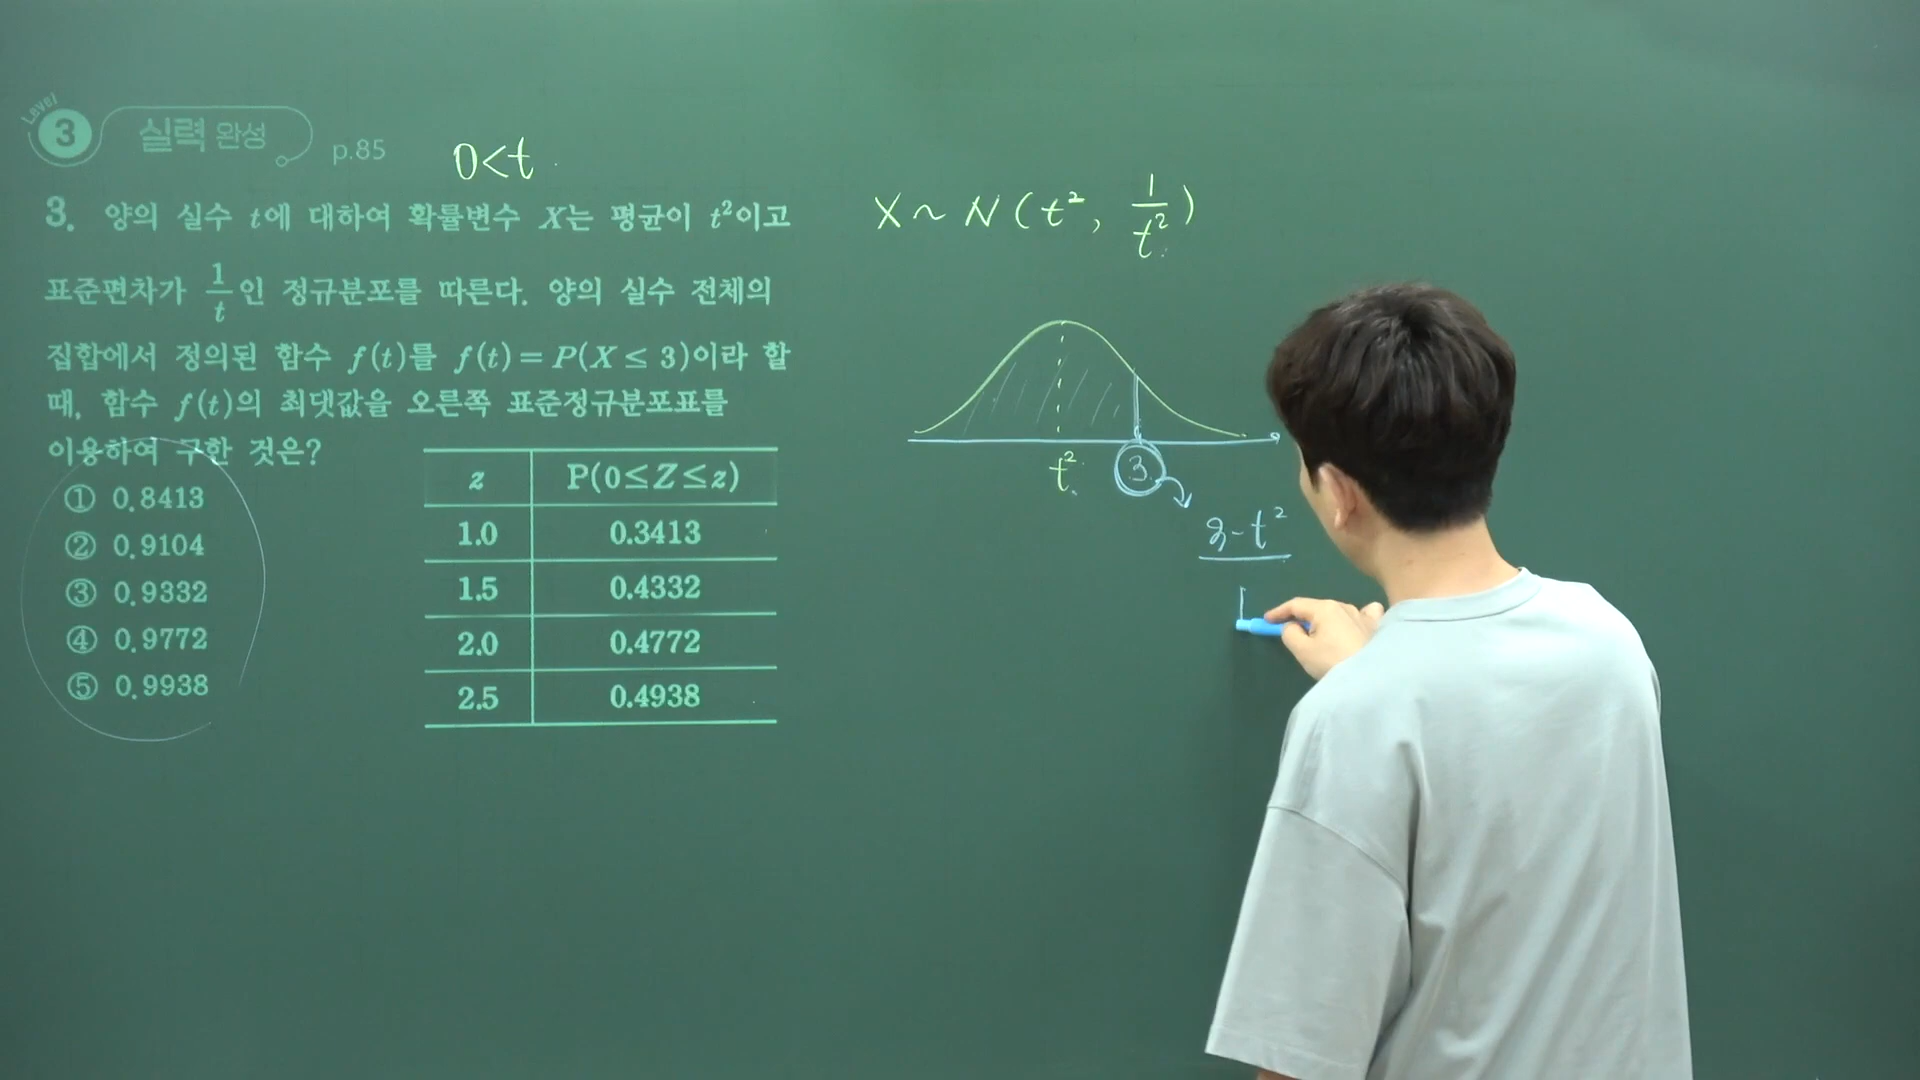 Level 3 실력 완성 p.85
0<t
3. 양의 실수 t에 대하여 확률변수 X는 평균이 t²이고
표준편차가 1/t인 정규분포를 따른다. 양의 실수 전체의
집합에서 정의된 함수 f(t)를 f(t)=P(X≤3)이라 할
때, 함수 f(t)의 최댓값을 오른쪽 표준정규분포표를
이용하여 구한 것은?
① 0.8413
② 0.9104
③ 0.9332
④ 0.9772
⑤ 0.9938
z P(0≤Z≤z)
1.0 0.3413
1.5 0.4332
2.0 0.4772
2.5 0.4938
X ~ N(t², 1/t²)
t² 3
3-t²